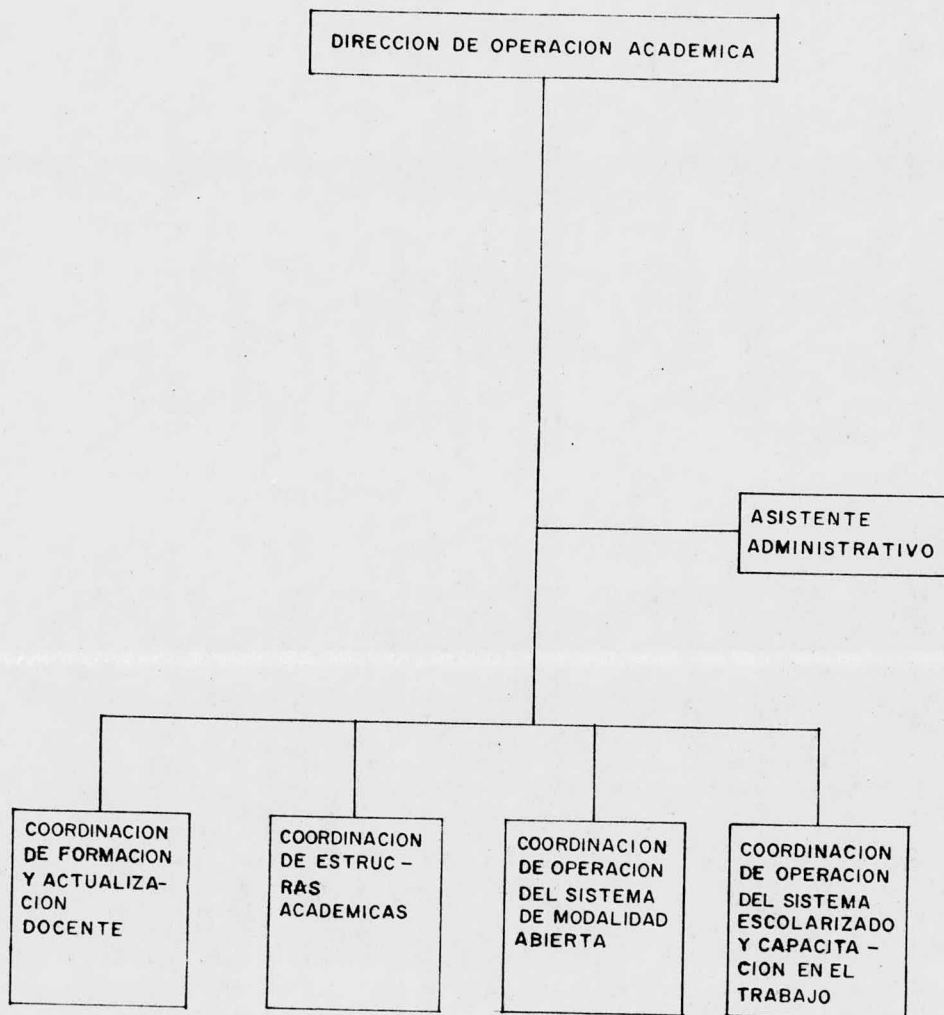 DIRECCION DE OPERACION ACADEMICA
ASISTENTE
ADMINISTRATIVO
COORDINACION
DE FORMACION
Y ACTUALIZA-
CION
DOCENTE
COORDINACION
DE ESTRUC-
RAS
ACADEMICAS
COORDINACION
DE OPERACION
DEL SISTEMA
DE MODALIDAD
ABIERTA
COORDINACION
DE OPERACION
DEL SISTEMA
ESCOLARIZADO
Y CAPACITA-
CION EN EL
TRABAJO